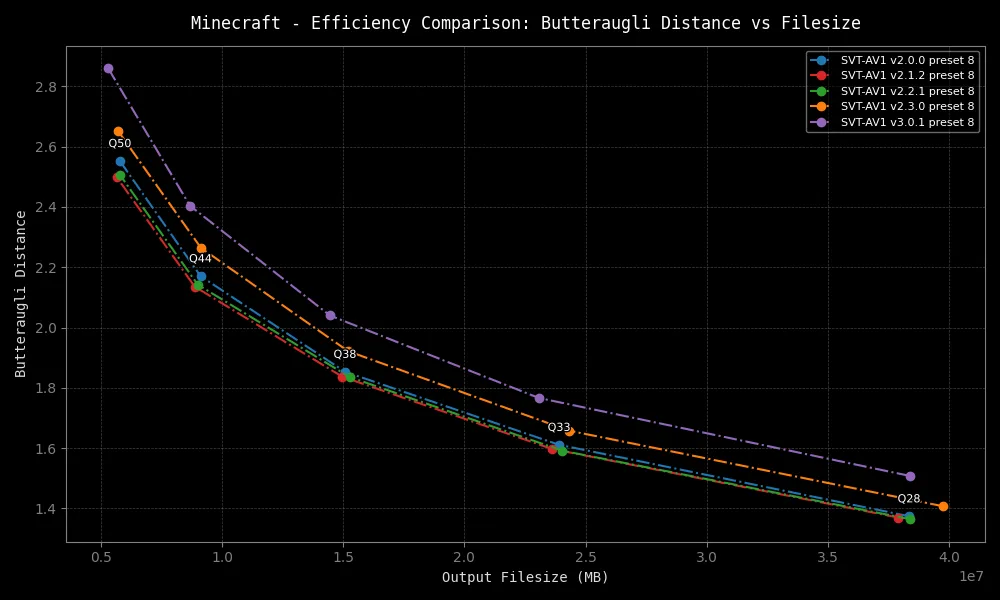 Minecraft - Efficiency Comparison: Butteraugli Distance vs Filesize
SVT-AV1 v2.0.0 preset 8
SVT-AV1 v2.1.2 preset 8
SVT-AV1 v2.2.1 preset 8
SVT-AV1 v2.3.0 preset 8
SVT-AV1 v3.0.1 preset 8
Butteraugli Distance
2.8
2.6
2.4
2.2
2.0
1.8
1.6
1.4
Q50
Q44
Q38
Q33
Q28
0.5 1.0 1.5 2.0 2.5 3.0 3.5 4.0
1e7
Output Filesize (MB)